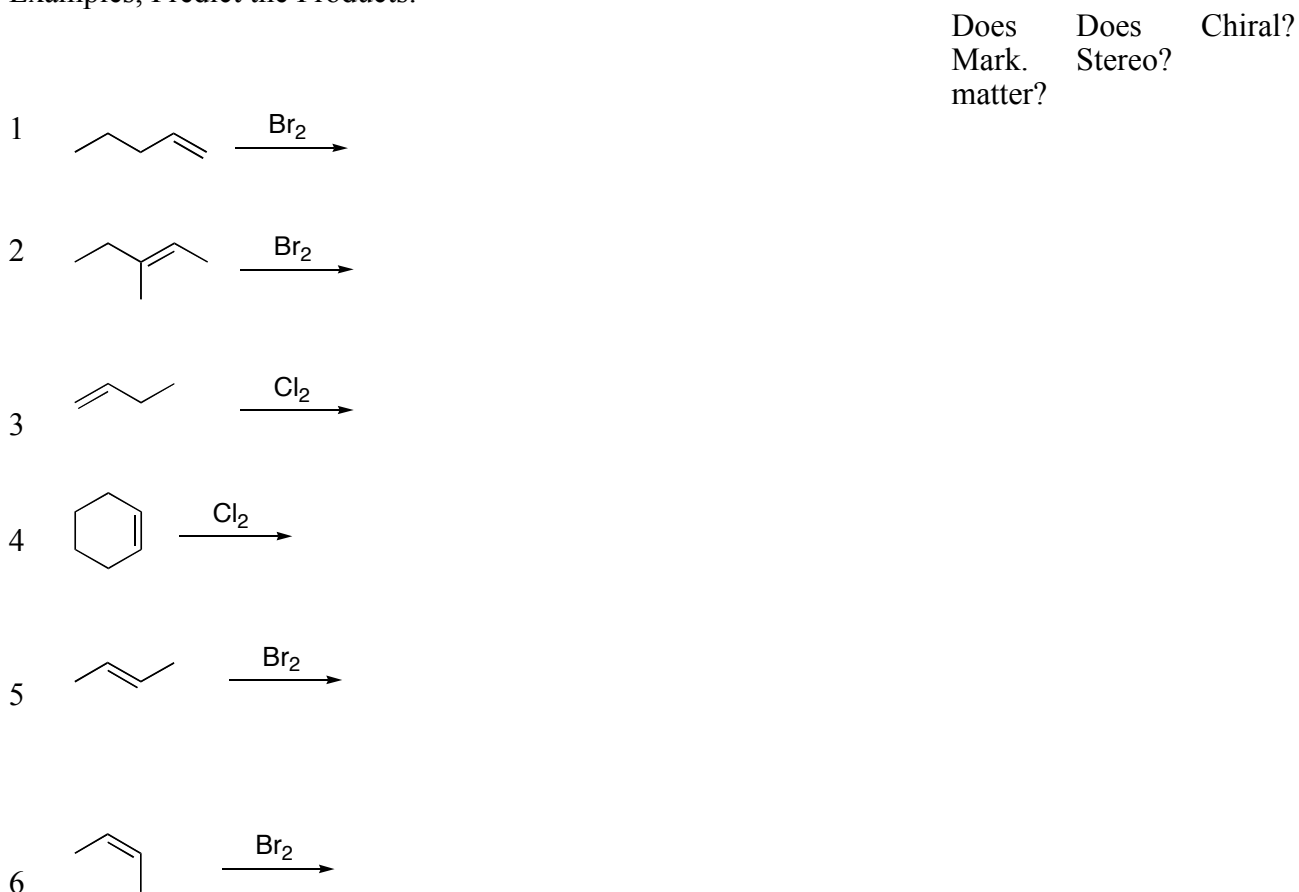 Examples, Predict the Products.
Does Does Chiral?
Mark. Stereo?
matter?
1 Br₂
2 Br₂
Cl₂
3
Cl₂
4
Br₂
5
Br₂
6